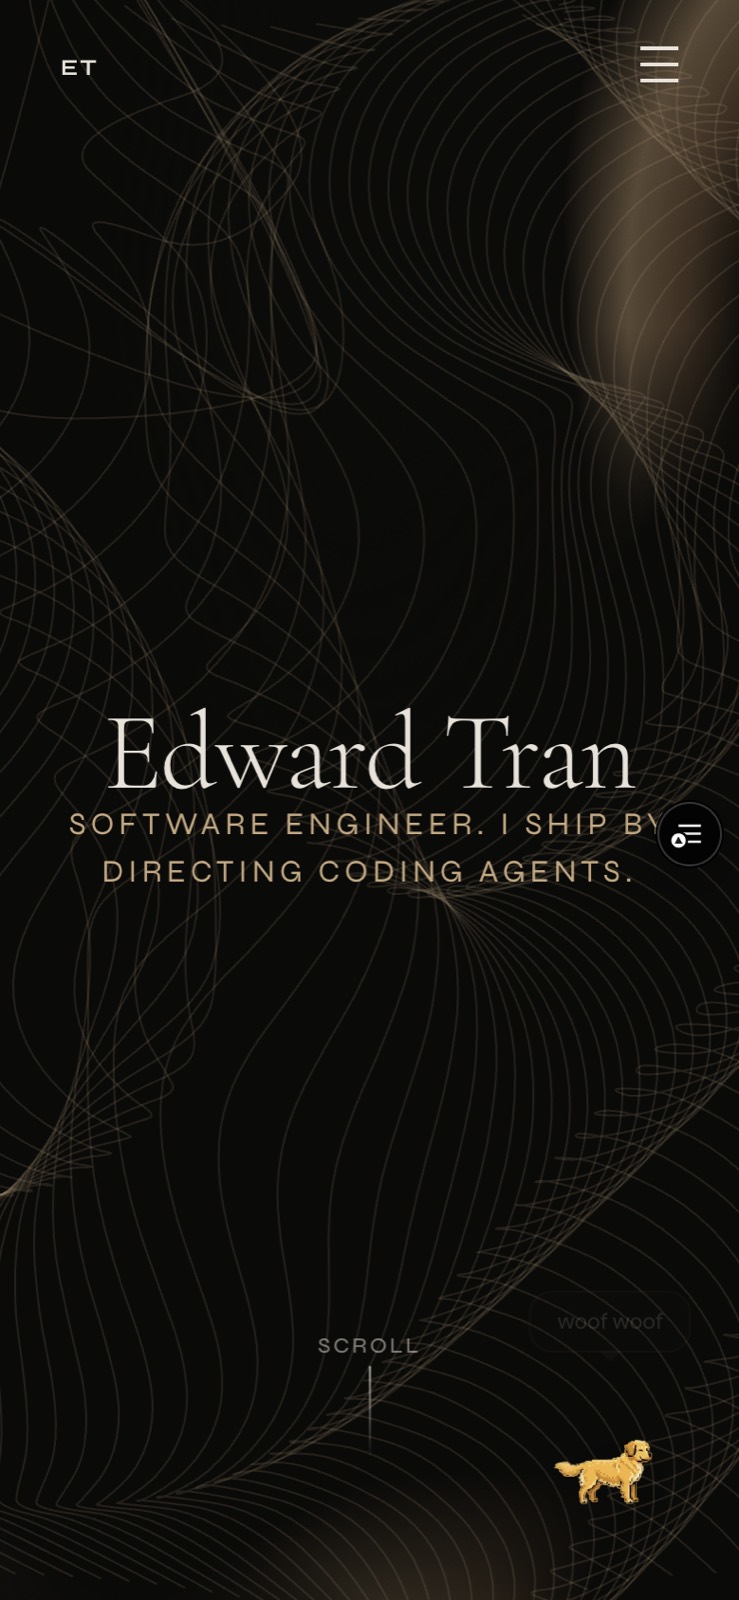 ET
Edward Tran
SOFTWARE ENGINEER. I SHIP BY
DIRECTING CODING AGENTS.
woof woof
SCROLL